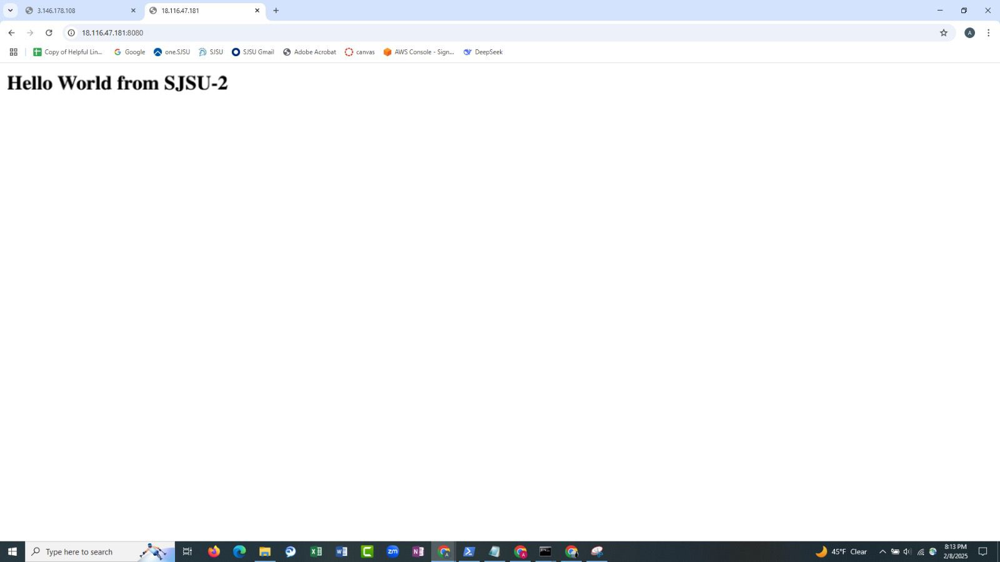 3.146.178.108
18.116.47.181
18.116.47.181:8080
A
Copy of Helpful Lin...
Google
one.SJSU
SJSU
SJSU Gmail
Adobe Acrobat
canvas
AWS Console - Sign...
DeepSeek
Hello World from SJSU-2
Type here to search
zm
45°F Clear
8:13 PM
2/8/2025